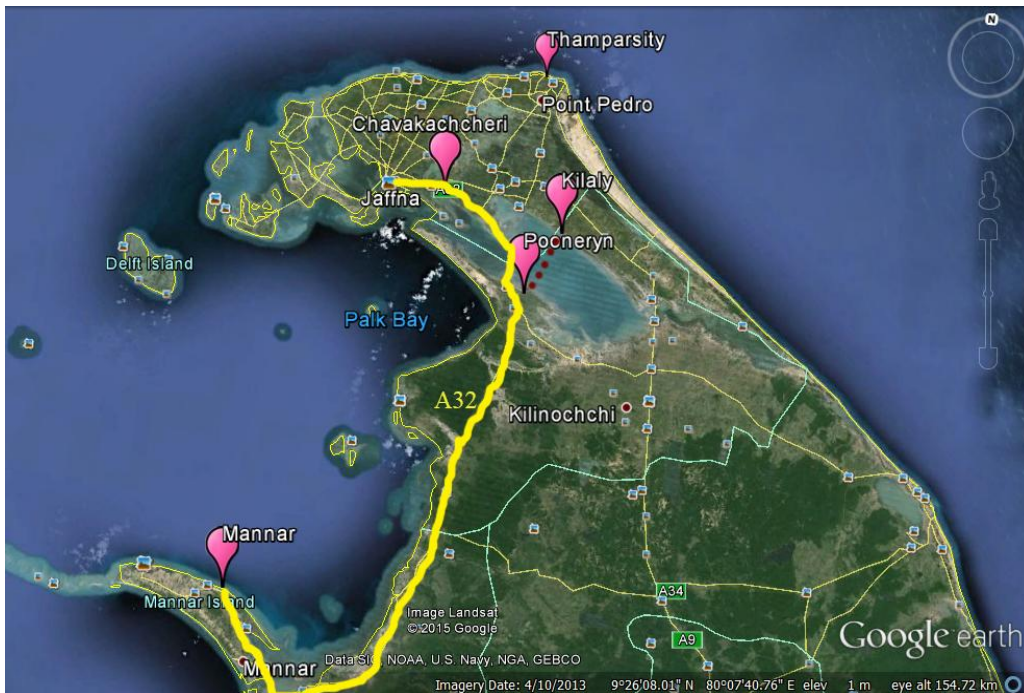 N
Thamparsity
Point Pedro
Chavakachcheri
Kilaly
Jaffna
Pooneryn
Delft Island
Palk Bay
A32
Kilinochchi
Mannar
Mannar Island
A34
Image Landsat
© 2015 Google
A9
Google earth
Mannar
Data SIO, NOAA, U.S. Navy, NGA, GEBCO
Imagery Date: 4/10/2013 9°26'08.01" N 80°07'40.76" E elev 1 m eye alt 154.72 km